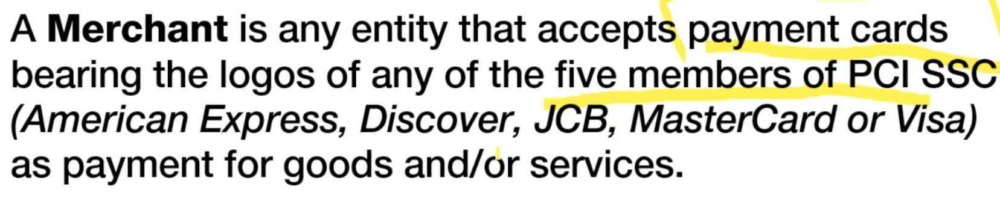 A Merchant is any entity that accepts payment cards
bearing the logos of any of the five members of PCI SSC
(American Express, Discover, JCB, MasterCard or Visa)
as payment for goods and/or services.